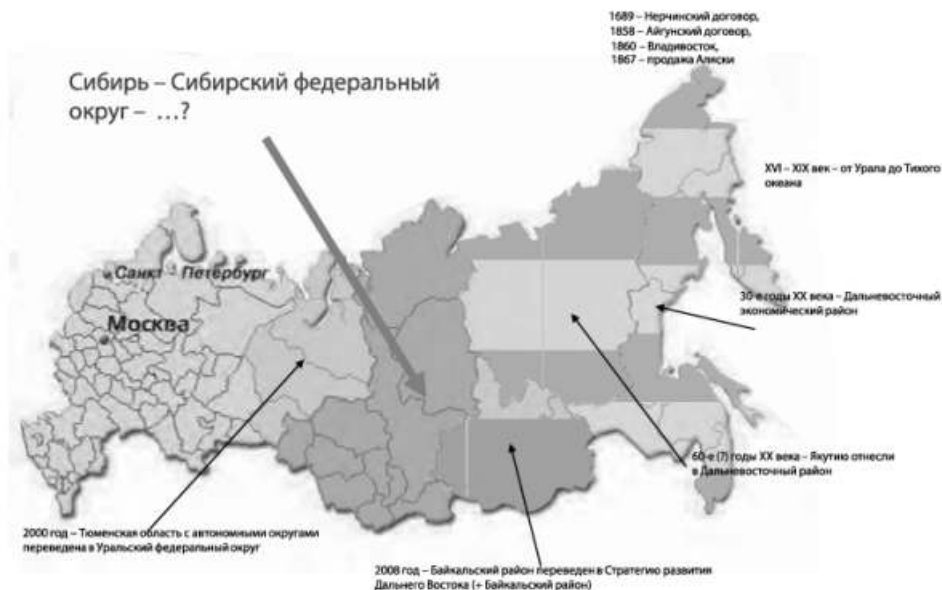 1689 – Нерчинский договор,
1858 – Айгунский договор,
1860 – Владивосток,
1867 – продажа Аляски
Сибирь – Сибирский федеральный
округ – ...?
XVI – XIX век – от Урала до Тихого
океана
Санкт - Петербург
Москва
30-е годы XX века – Дальневосточный
экономический район
60-е (?) годы XX века – Якутию отнесли
в Дальневосточный район
2000 год – Тюменская область с автономными округами
переведена в Уральский федеральный округ
2008 год – Байкальский район переведен в Стратегию развития
Дальнего Востока (+ Байкальский район)